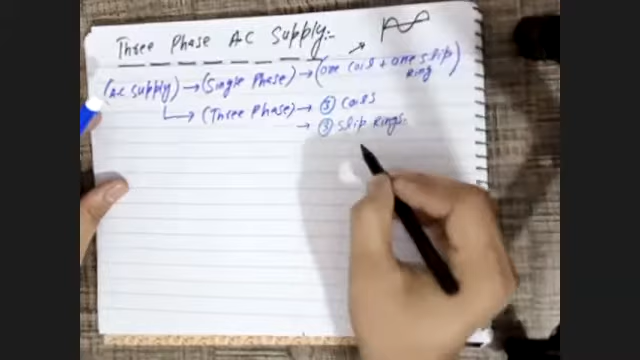 Three Phase AC Supply:-
(AC Supply) → (Single Phase) → (one coil + one slip ring)
→ (Three Phase) → ③ coils
→ ③ slip rings.